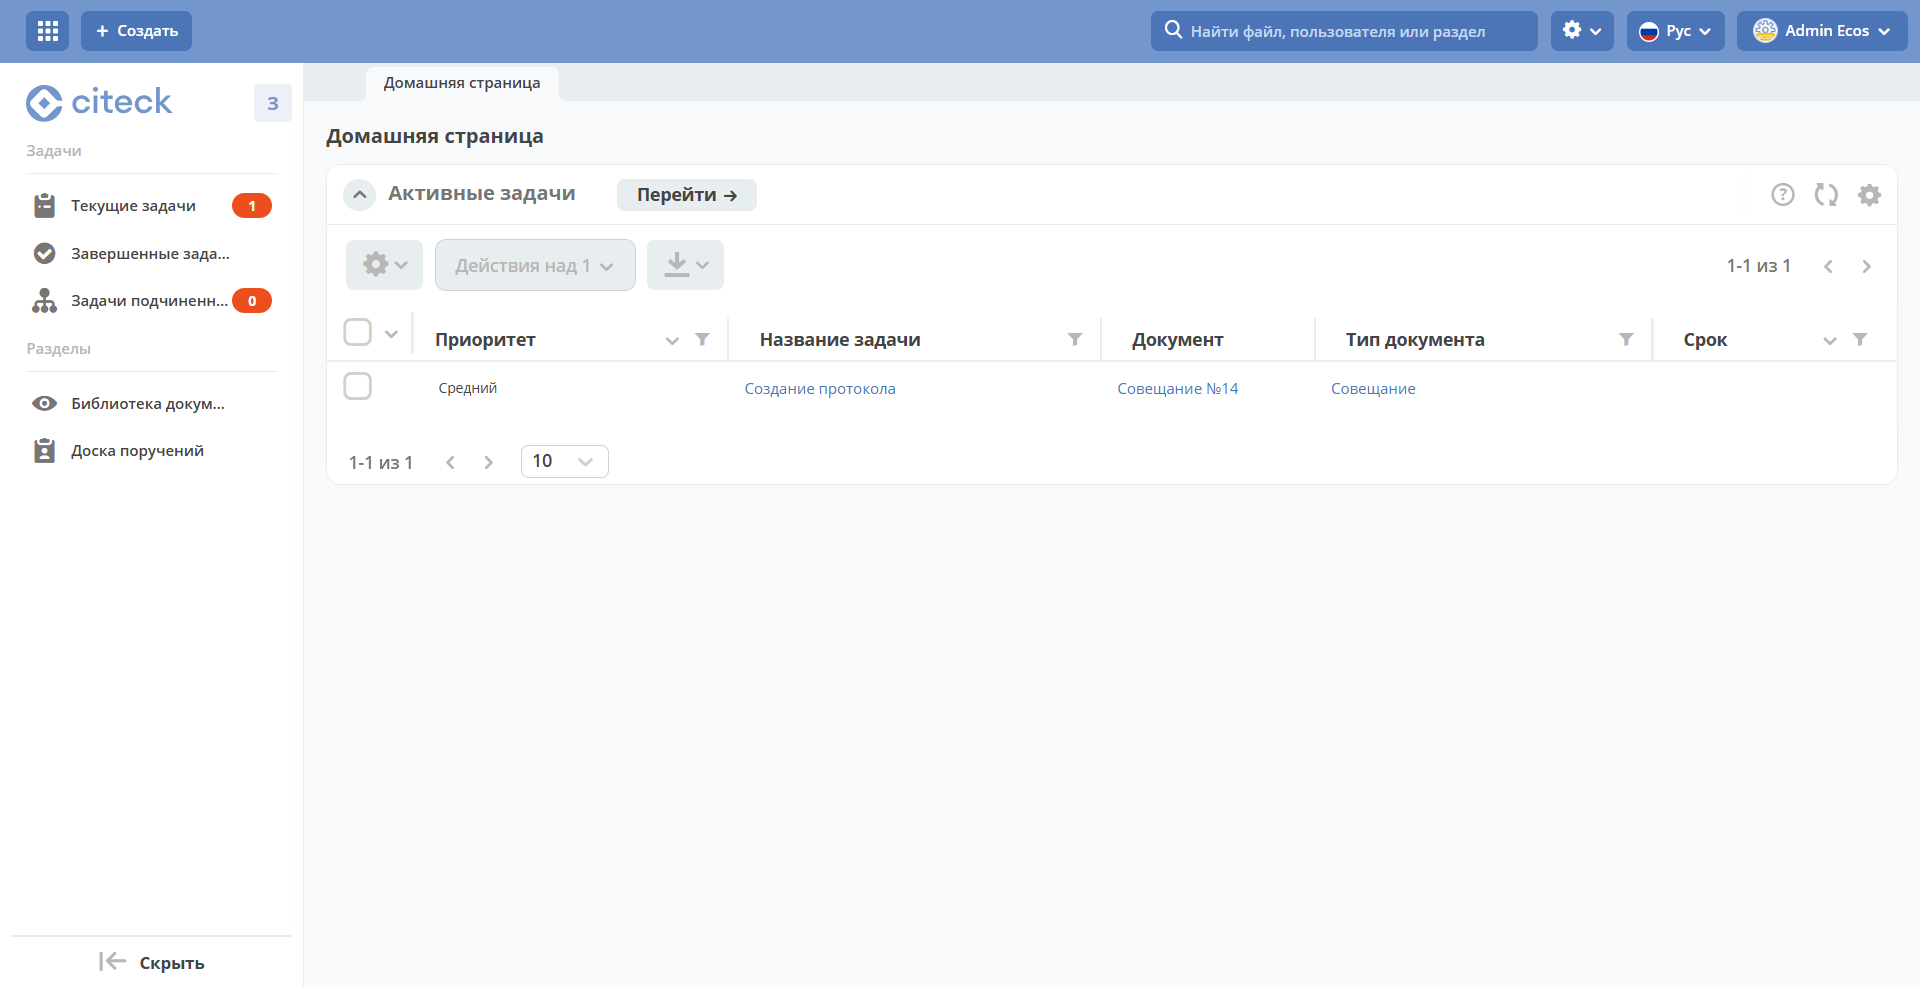 + Создать
Найти файл, пользователя или раздел
Рус
Admin Ecos
citeck
3
Задачи
Текущие задачи 1
Завершенные зада...
Задачи подчиненн... 0
Разделы
Библиотека докум...
Доска поручений
Скрыть
Домашняя страница
Домашняя страница
Активные задачи
Перейти →
Действия над 1
1-1 из 1
Приоритет Название задачи Документ Тип документа Срок
Средний Создание протокола Совещание №14 Совещание
1-1 из 1
10